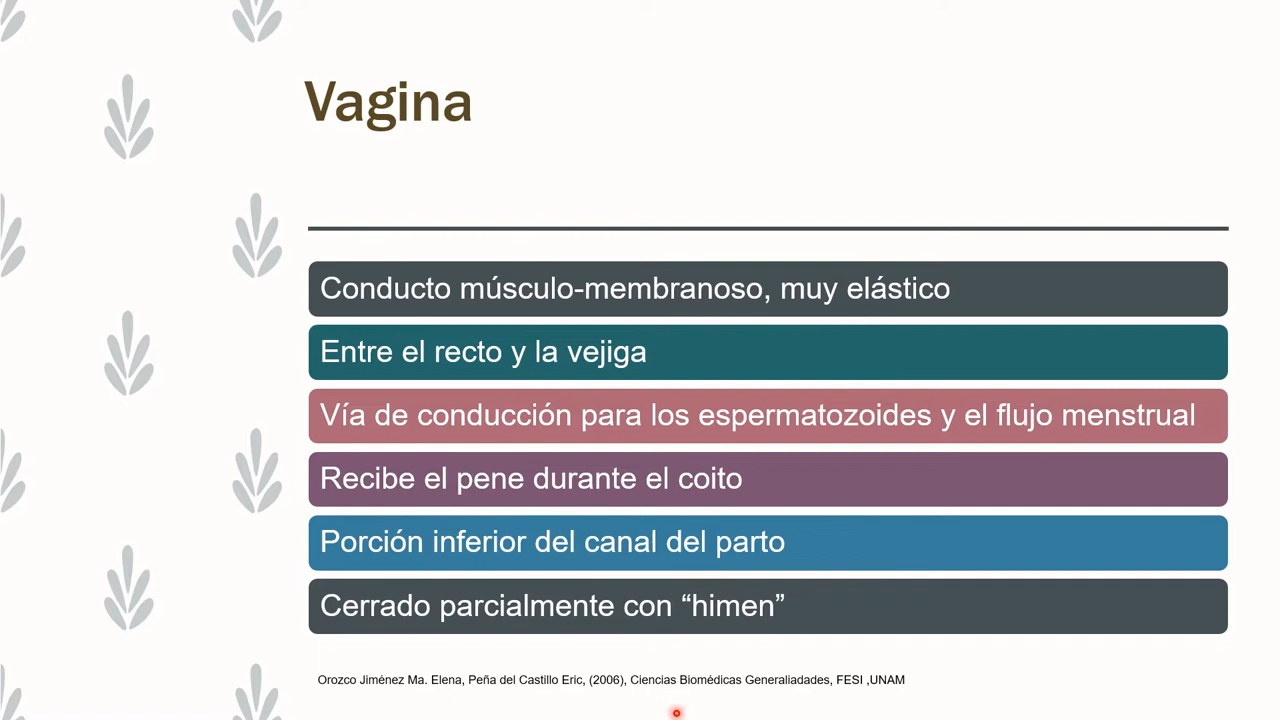 Vagina
Conducto músculo-membranoso, muy elástico
Entre el recto y la vejiga
Vía de conducción para los espermatozoides y el flujo menstrual
Recibe el pene durante el coito
Porción inferior del canal del parto
Cerrado parcialmente con “himen”
Orozco Jiménez Ma. Elena, Peña del Castillo Eric, (2006), Ciencias Biomédicas Generaliadades, FESI ,UNAM